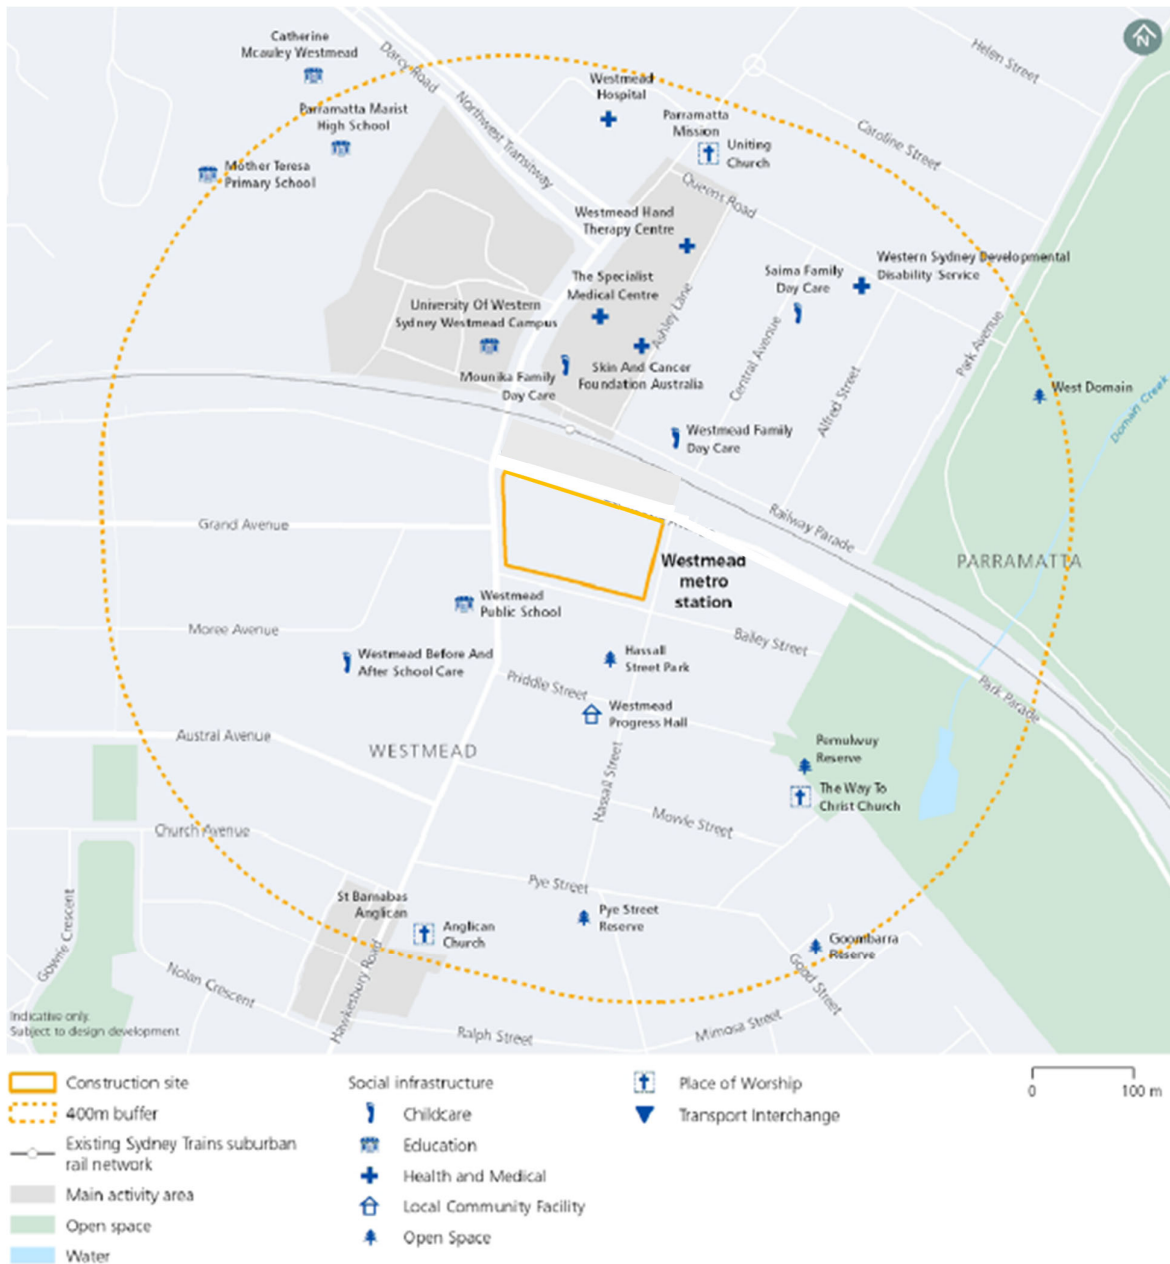 N
Catherine
Mcauley Westmead
Darcy Road
Helen Street
Westmead
Hospital
Northwest Transitway
Parramatta Marist
High School
Parramatta
Mission
Uniting
Church
Caroline Street
Mother Teresa
Primary School
Queens Road
Westmead Hand
Therapy Centre
Western Sydney Developmental
Disability Service
Saima Family
Day Care
The Specialist
Medical Centre
University Of Western
Sydney Westmead Campus
Ashley Lane
Central Avenue
Park Avenue
Alfred Street
Skin And Cancer
Foundation Australia
Mounika Family
Day Care
West Domain
Domain Creek
Westmead Family
Day Care
Grand Avenue
Railway Parade
Westmead
metro
station
PARRAMATTA
Westmead
Public School
Moree Avenue
Bailey Street
Westmead Before And
After School Care
Hassall
Street Park
Priddle Street
Park Parade
Westmead
Progress Hall
Austral Avenue
WESTMEAD
Pemulwuy
Reserve
Hassall Street
The Way To
Christ Church
Mowle Street
Church Avenue
Pye Street
St Barnabas
Anglican
Pye Street
Reserve
Anglican
Church
Goombarra
Reserve
Gowrie Crescent
Nolan Crescent
Hawkesbury Road
Good Street
Indicative only.
Subject to design development
Ralph Street
Mimosa Street
Construction site
400m buffer
Existing Sydney Trains suburban
rail network
Main activity area
Open space
Water
Social infrastructure
Childcare
Education
Health and Medical
Local Community Facility
Open Space
Place of Worship
Transport Interchange
0 100 m